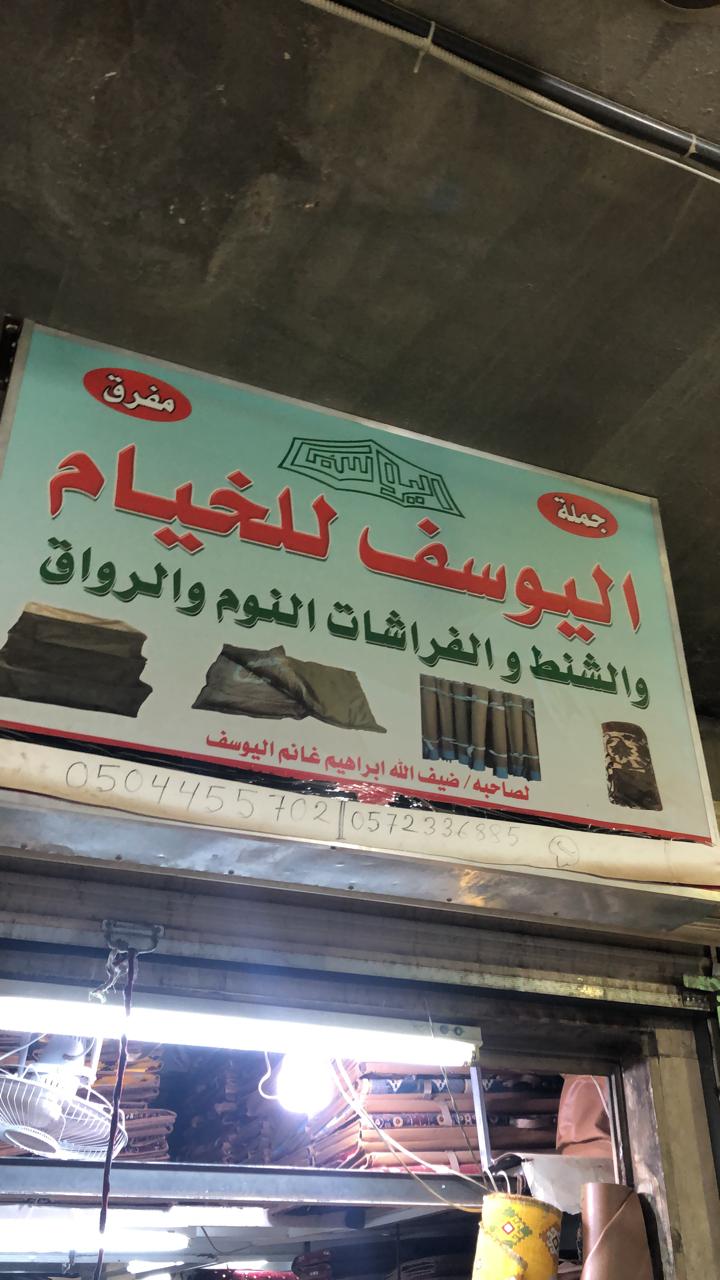 جملة
مفرق
اليوسف
اليوسف للخيام
والشنط و الفراشات النوم والرواق
لصاحبه/ ضيف الله ابراهيم غانم اليوسف
0504455702 | 0572336885